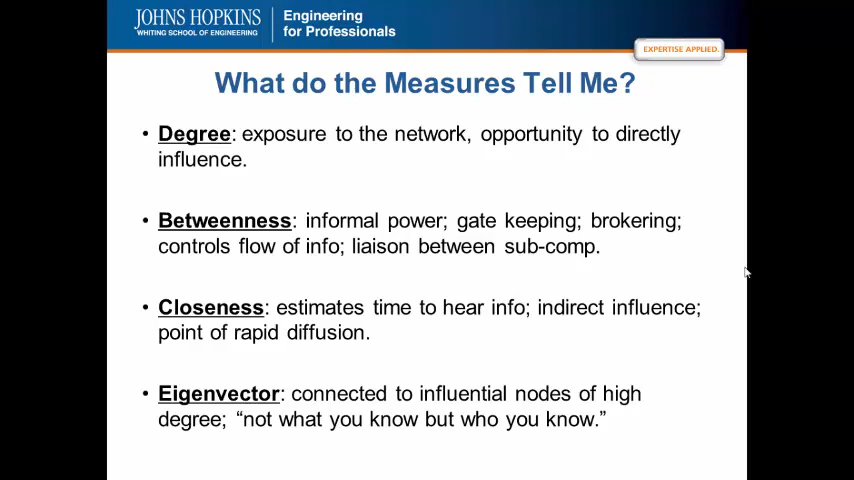 JOHNS HOPKINS
WHITING SCHOOL OF ENGINEERING
Engineering
for Professionals
EXPERTISE APPLIED.
What do the Measures Tell Me?
• Degree: exposure to the network, opportunity to directly
influence.
• Betweenness: informal power; gate keeping; brokering;
controls flow of info; liaison between sub-comp.
• Closeness: estimates time to hear info; indirect influence;
point of rapid diffusion.
• Eigenvector: connected to influential nodes of high
degree; “not what you know but who you know.”